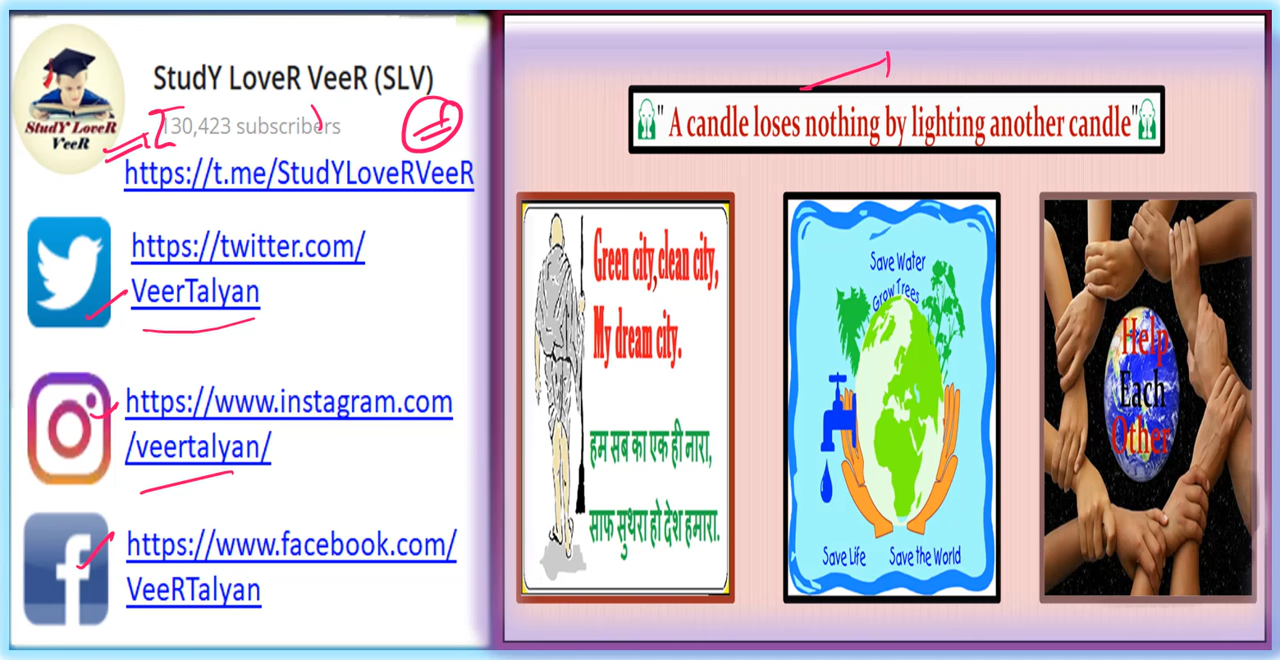 StudY LoveR VeeR (SLV)
130,423 subscribers
StudY LoveR
VeeR
https://t.me/StudYLoveRVeeR
https://twitter.com/
VeerTalyan
https://www.instagram.com
/veertalyan/
https://www.facebook.com/
VeeRTalyan
" A candle loses nothing by lighting another candle"
Green city,clean city,
My dream city.
हम सब का एक ही नारा,
साफ सुथरा हो देश हमारा.
Save Water
Grow Trees
Save Life Save the World
Help
Each
Other